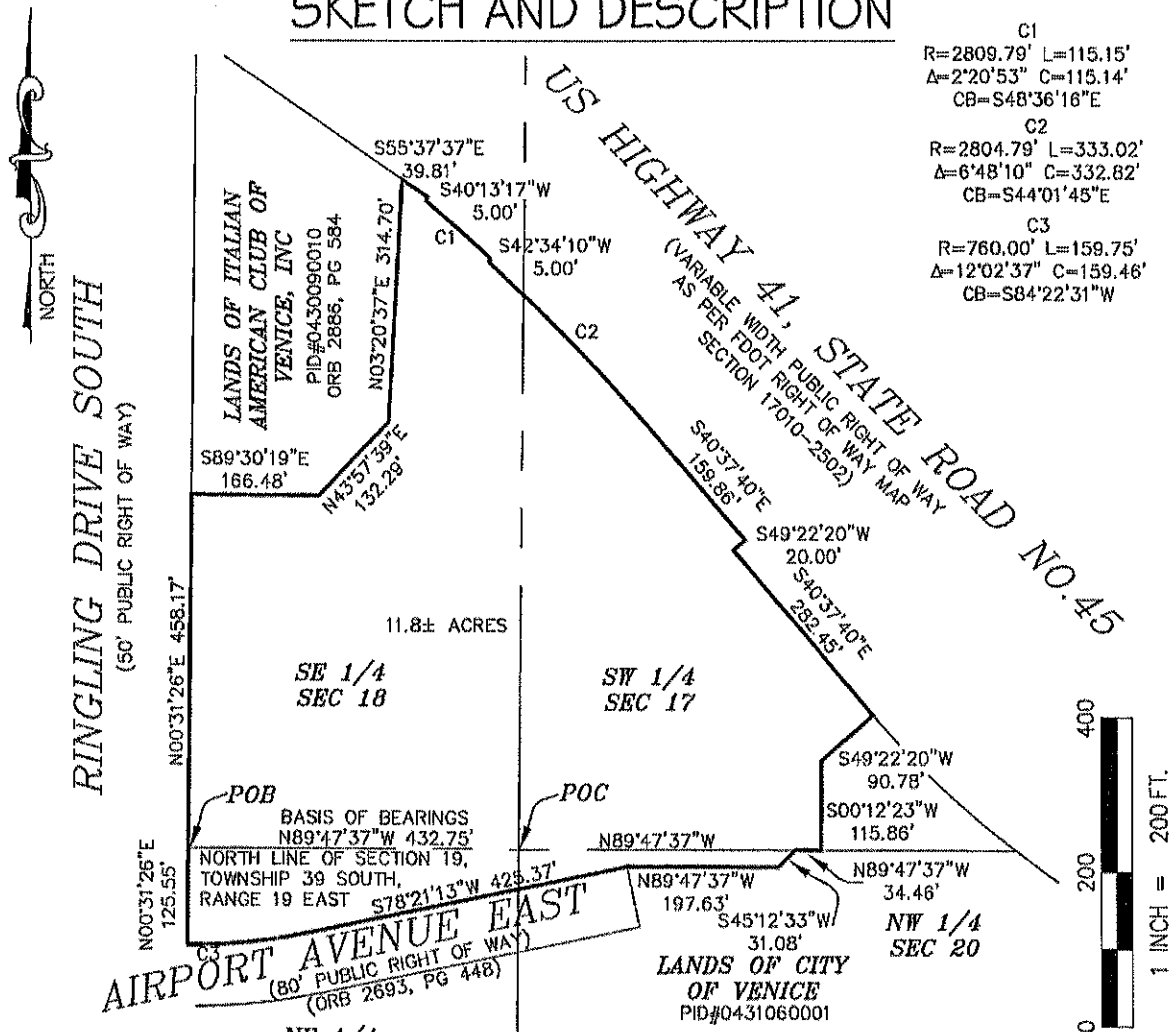 SKETCH AND DESCRIPTION
C1
R=2809.79' L=115.15'
Δ=2°20'53" C=115.14'
CB=S48°36'16"E
C2
R=2804.79' L=333.02'
Δ=6°48'10" C=332.82'
CB=S44°01'45"E
C3
R=760.00' L=159.75'
Δ=12°02'37" C=159.46'
CB=S84°22'31"W
NORTH
RINGLING DRIVE SOUTH
(50' PUBLIC RIGHT OF WAY)
LANDS OF ITALIAN
AMERICAN CLUB OF
VENICE, INC
PID#0430090010
ORB 2886, PG 584
S55°37'37"E
39.81'
S40°13'17"W
5.00'
C1
S42°34'10"W
5.00'
C2
US HIGHWAY 41, STATE ROAD NO.45
(VARIABLE WIDTH PUBLIC RIGHT OF WAY
AS PER FDOT RIGHT OF WAY MAP
SECTION 17010-2502)
N03°20'37"E 314.70'
S89°30'19"E
166.48'
N43°57'39"E
132.29'
S40°37'40"E
159.86'
S49°22'20"W
20.00'
S40°37'40"E
282.45'
N00°31'26"E 458.17'
11.8± ACRES
SE 1/4
SEC 18
SW 1/4
SEC 17
S49°22'20"W
90.78'
S00°12'23"W
115.86'
POB
POC
BASIS OF BEARINGS
N89°47'37"W 432.75'
NORTH LINE OF SECTION 19,
TOWNSHIP 39 SOUTH,
RANGE 19 EAST
N89°47'37"W
N89°47'37"W
34.46'
N89°47'37"W
197.63'
S45°12'33"W
31.08'
NW 1/4
SEC 20
N00°31'26"E
125.55'
S78°21'13"W 425.37'
C3
AIRPORT AVENUE EAST
(80' PUBLIC RIGHT OF WAY)
(ORB 2693, PG 448)
LANDS OF CITY
OF VENICE
PID#0431060001
400
200
0
1 INCH = 200 FT.